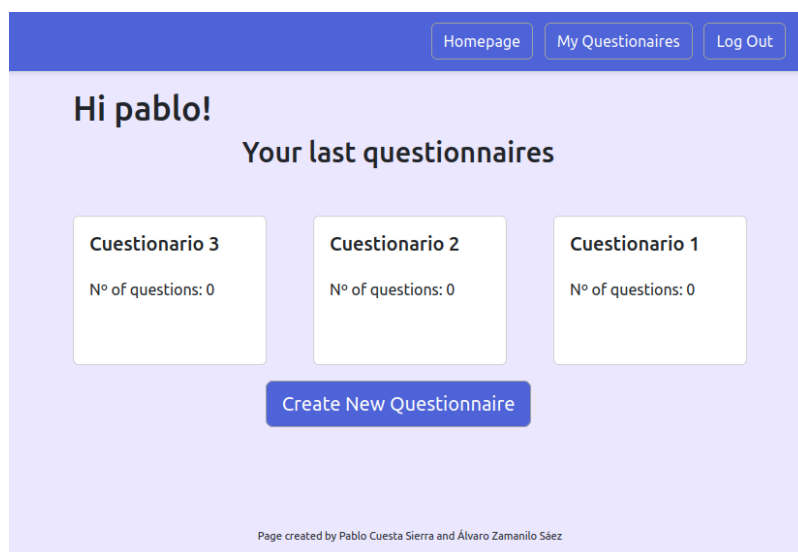 Homepage My Questionaires Log Out
Hi pablo!
Your last questionnaires
Cuestionario 3 Cuestionario 2 Cuestionario 1
Nº of questions: 0 Nº of questions: 0 Nº of questions: 0
Create New Questionnaire
Page created by Pablo Cuesta Sierra and Álvaro Zamanilo Sáez